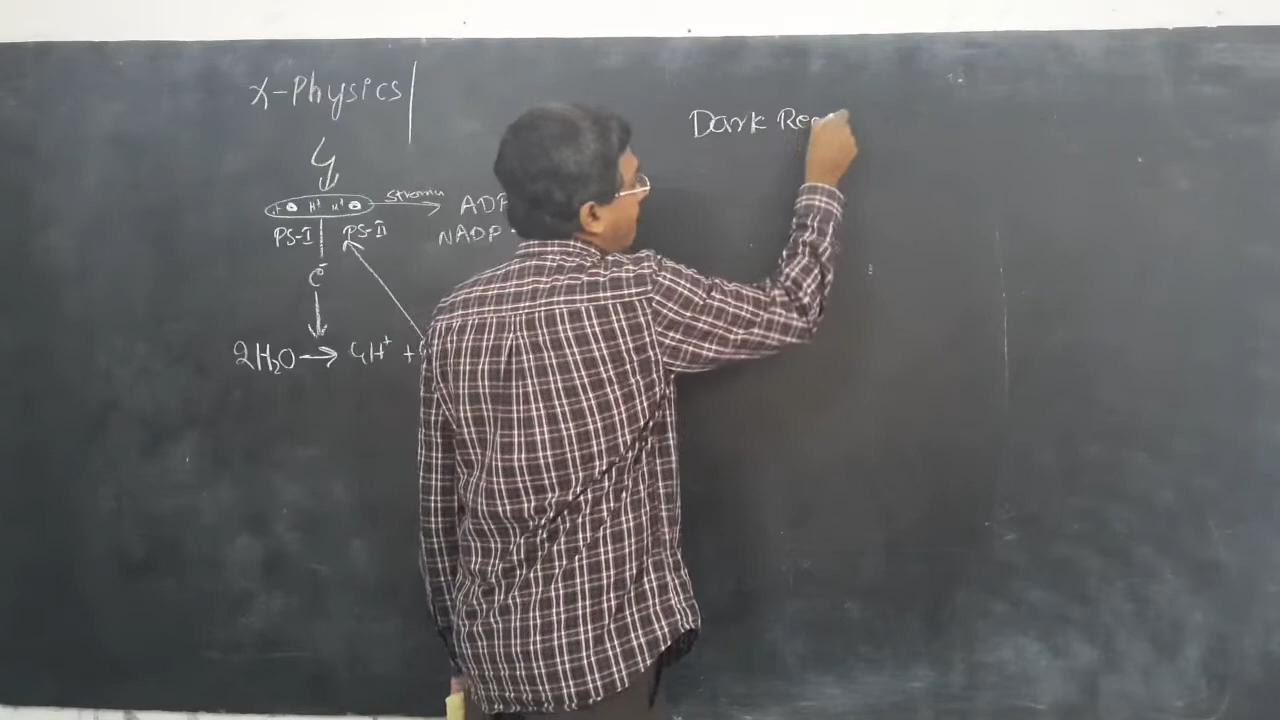 X-Physics
Dark Rea
H⁺ H⁺
Stroma
ADP
PS-I PS-II
NADP
e⁻
2H₂O → 4H⁺ +